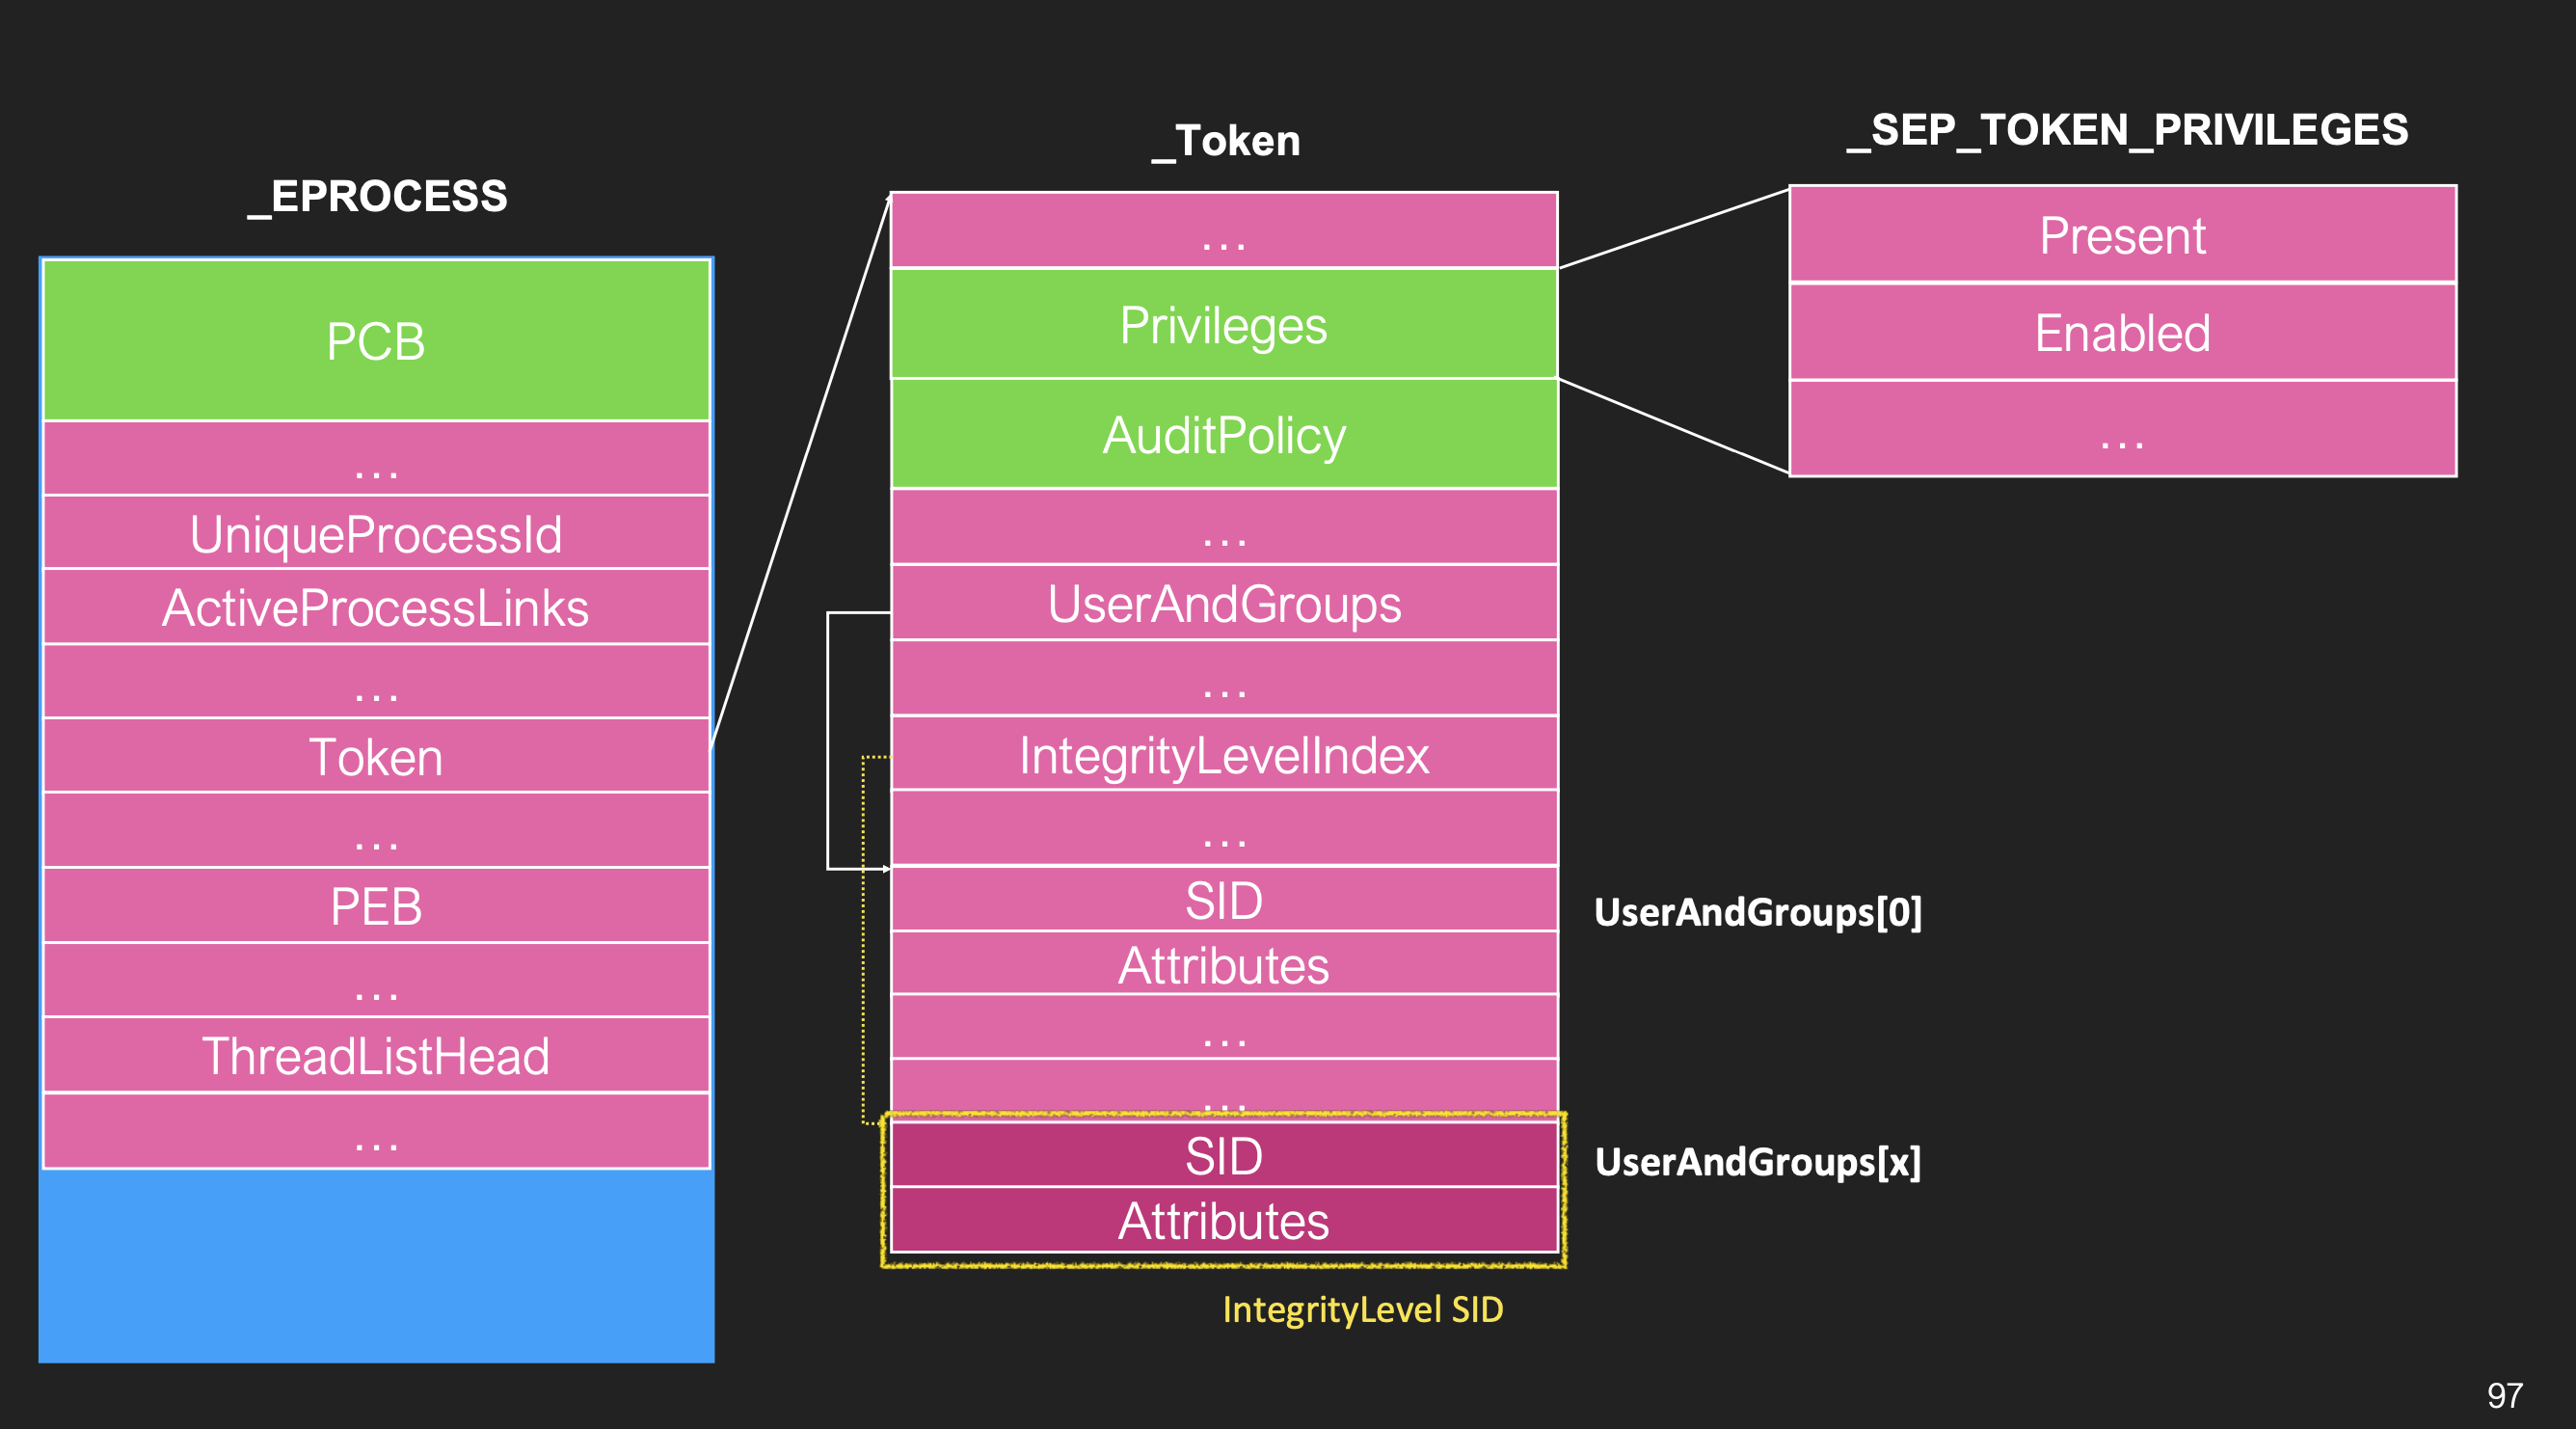 _EPROCESS
PCB
...
UniqueProcessId
ActiveProcessLinks
...
Token
...
PEB
...
ThreadListHead
...
_Token
...
Privileges
AuditPolicy
...
UserAndGroups
...
IntegrityLevelIndex
...
SID
Attributes
...
...
SID
Attributes
IntegrityLevel SID
UserAndGroups[0]
UserAndGroups[x]
_SEP_TOKEN_PRIVILEGES
Present
Enabled
...
97